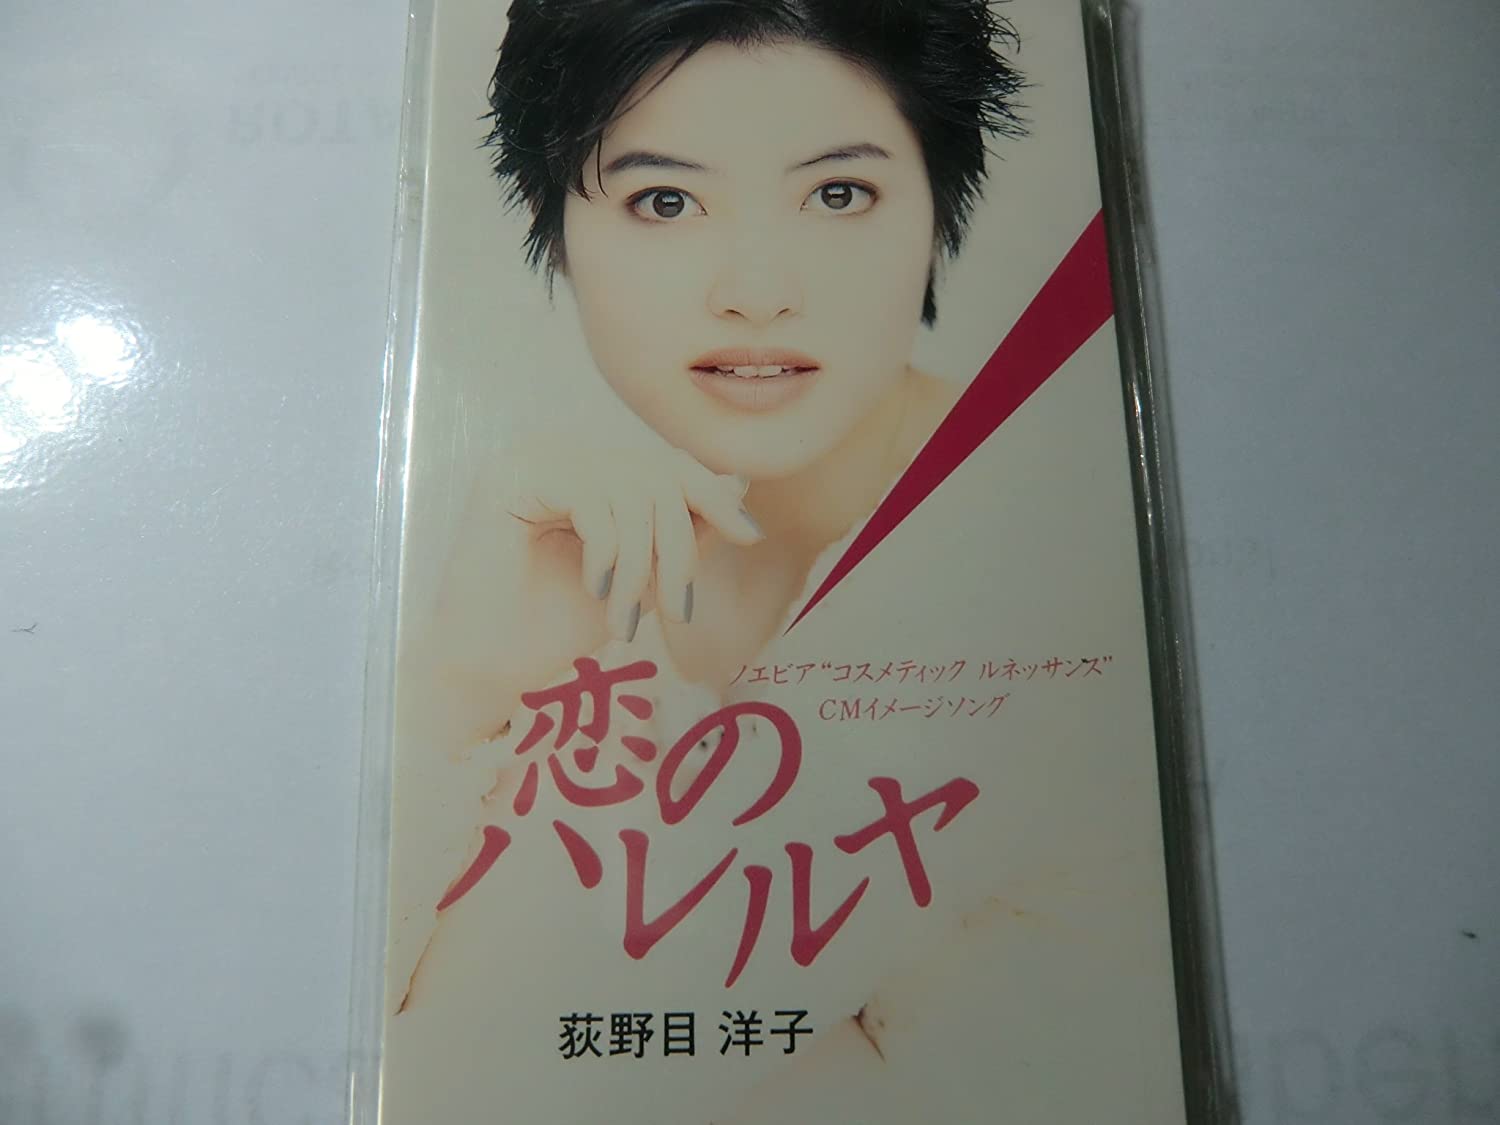 ノエビア“コスメティック ルネッサンス”
CMイメージソング
恋の
ハレルヤ
荻野目 洋子